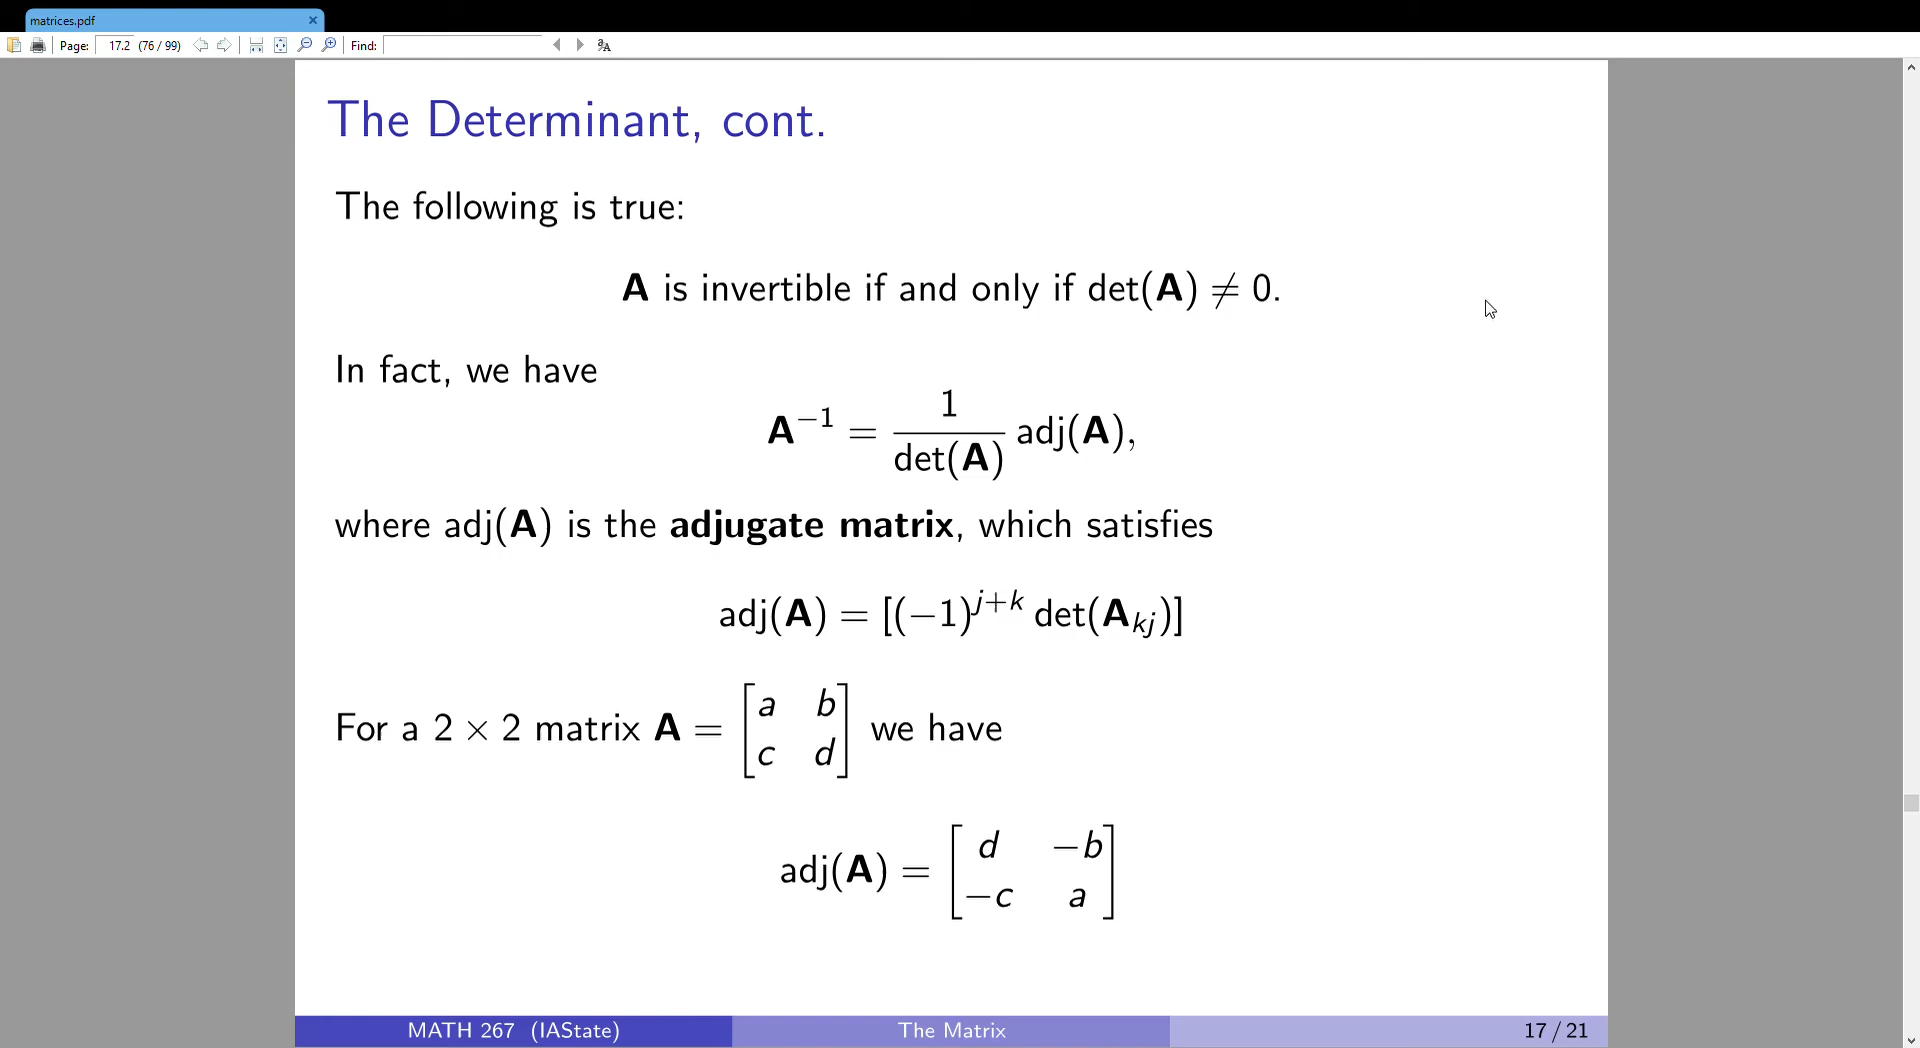 matrices.pdf
Page: 17.2 (76 / 99) Find:
The Determinant, cont.
The following is true:
A is invertible if and only if det(A) ≠ 0.
In fact, we have
A⁻¹ = 1/det(A) adj(A),
where adj(A) is the adjugate matrix, which satisfies
adj(A) = [(−1)^{j+k} det(A_{kj})]
For a 2 × 2 matrix A = [a b; c d] we have
adj(A) = [d −b; −c a]
MATH 267 (IAState) The Matrix 17 / 21